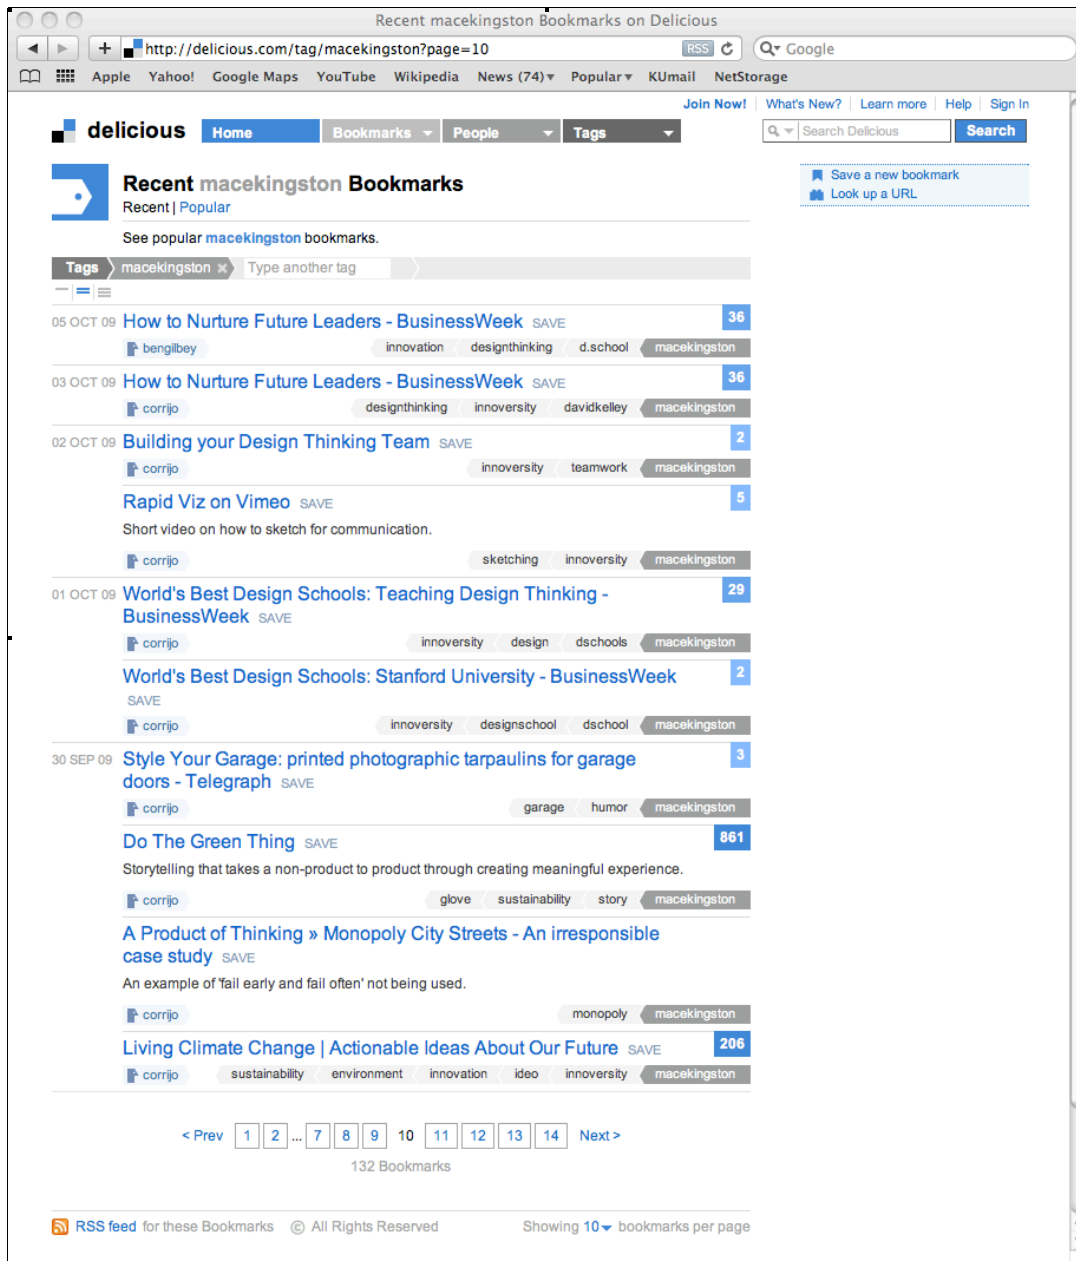 Recent macekingston Bookmarks on Delicious
http://delicious.com/tag/macekingston?page=10 RSS Google
Apple Yahoo! Google Maps YouTube Wikipedia News (74) Popular KUmail NetStorage
Join Now! What's New? Learn more Help Sign In
delicious Home Bookmarks People Tags Search Delicious Search
Save a new bookmark
Look up a URL
Recent macekingston Bookmarks
Recent | Popular
See popular macekingston bookmarks.
Tags macekingston Type another tag
05 OCT 09 How to Nurture Future Leaders - BusinessWeek SAVE 36
bengilbey innovation designthinking d.school macekingston
03 OCT 09 How to Nurture Future Leaders - BusinessWeek SAVE 36
corrijo designthinking innoversity davidkelley macekingston
02 OCT 09 Building your Design Thinking Team SAVE 2
corrijo innoversity teamwork macekingston
Rapid Viz on Vimeo SAVE 5
Short video on how to sketch for communication.
corrijo sketching innoversity macekingston
01 OCT 09 World's Best Design Schools: Teaching Design Thinking - 29
BusinessWeek SAVE
corrijo innoversity design dschools macekingston
World's Best Design Schools: Stanford University - BusinessWeek 2
SAVE
corrijo innoversity designschool dschool macekingston
30 SEP 09 Style Your Garage: printed photographic tarpaulins for garage 3
doors - Telegraph SAVE
corrijo garage humor macekingston
Do The Green Thing SAVE 861
Storytelling that takes a non-product to product through creating meaningful experience.
corrijo glove sustainability story macekingston
A Product of Thinking » Monopoly City Streets - An irresponsible
case study SAVE
An example of 'fail early and fail often' not being used.
corrijo monopoly macekingston
Living Climate Change | Actionable Ideas About Our Future SAVE 206
corrijo sustainability environment innovation ideo innoversity macekingston
< Prev 1 2 ... 7 8 9 10 11 12 13 14 Next >
132 Bookmarks
RSS feed for these Bookmarks © All Rights Reserved Showing 10 bookmarks per page